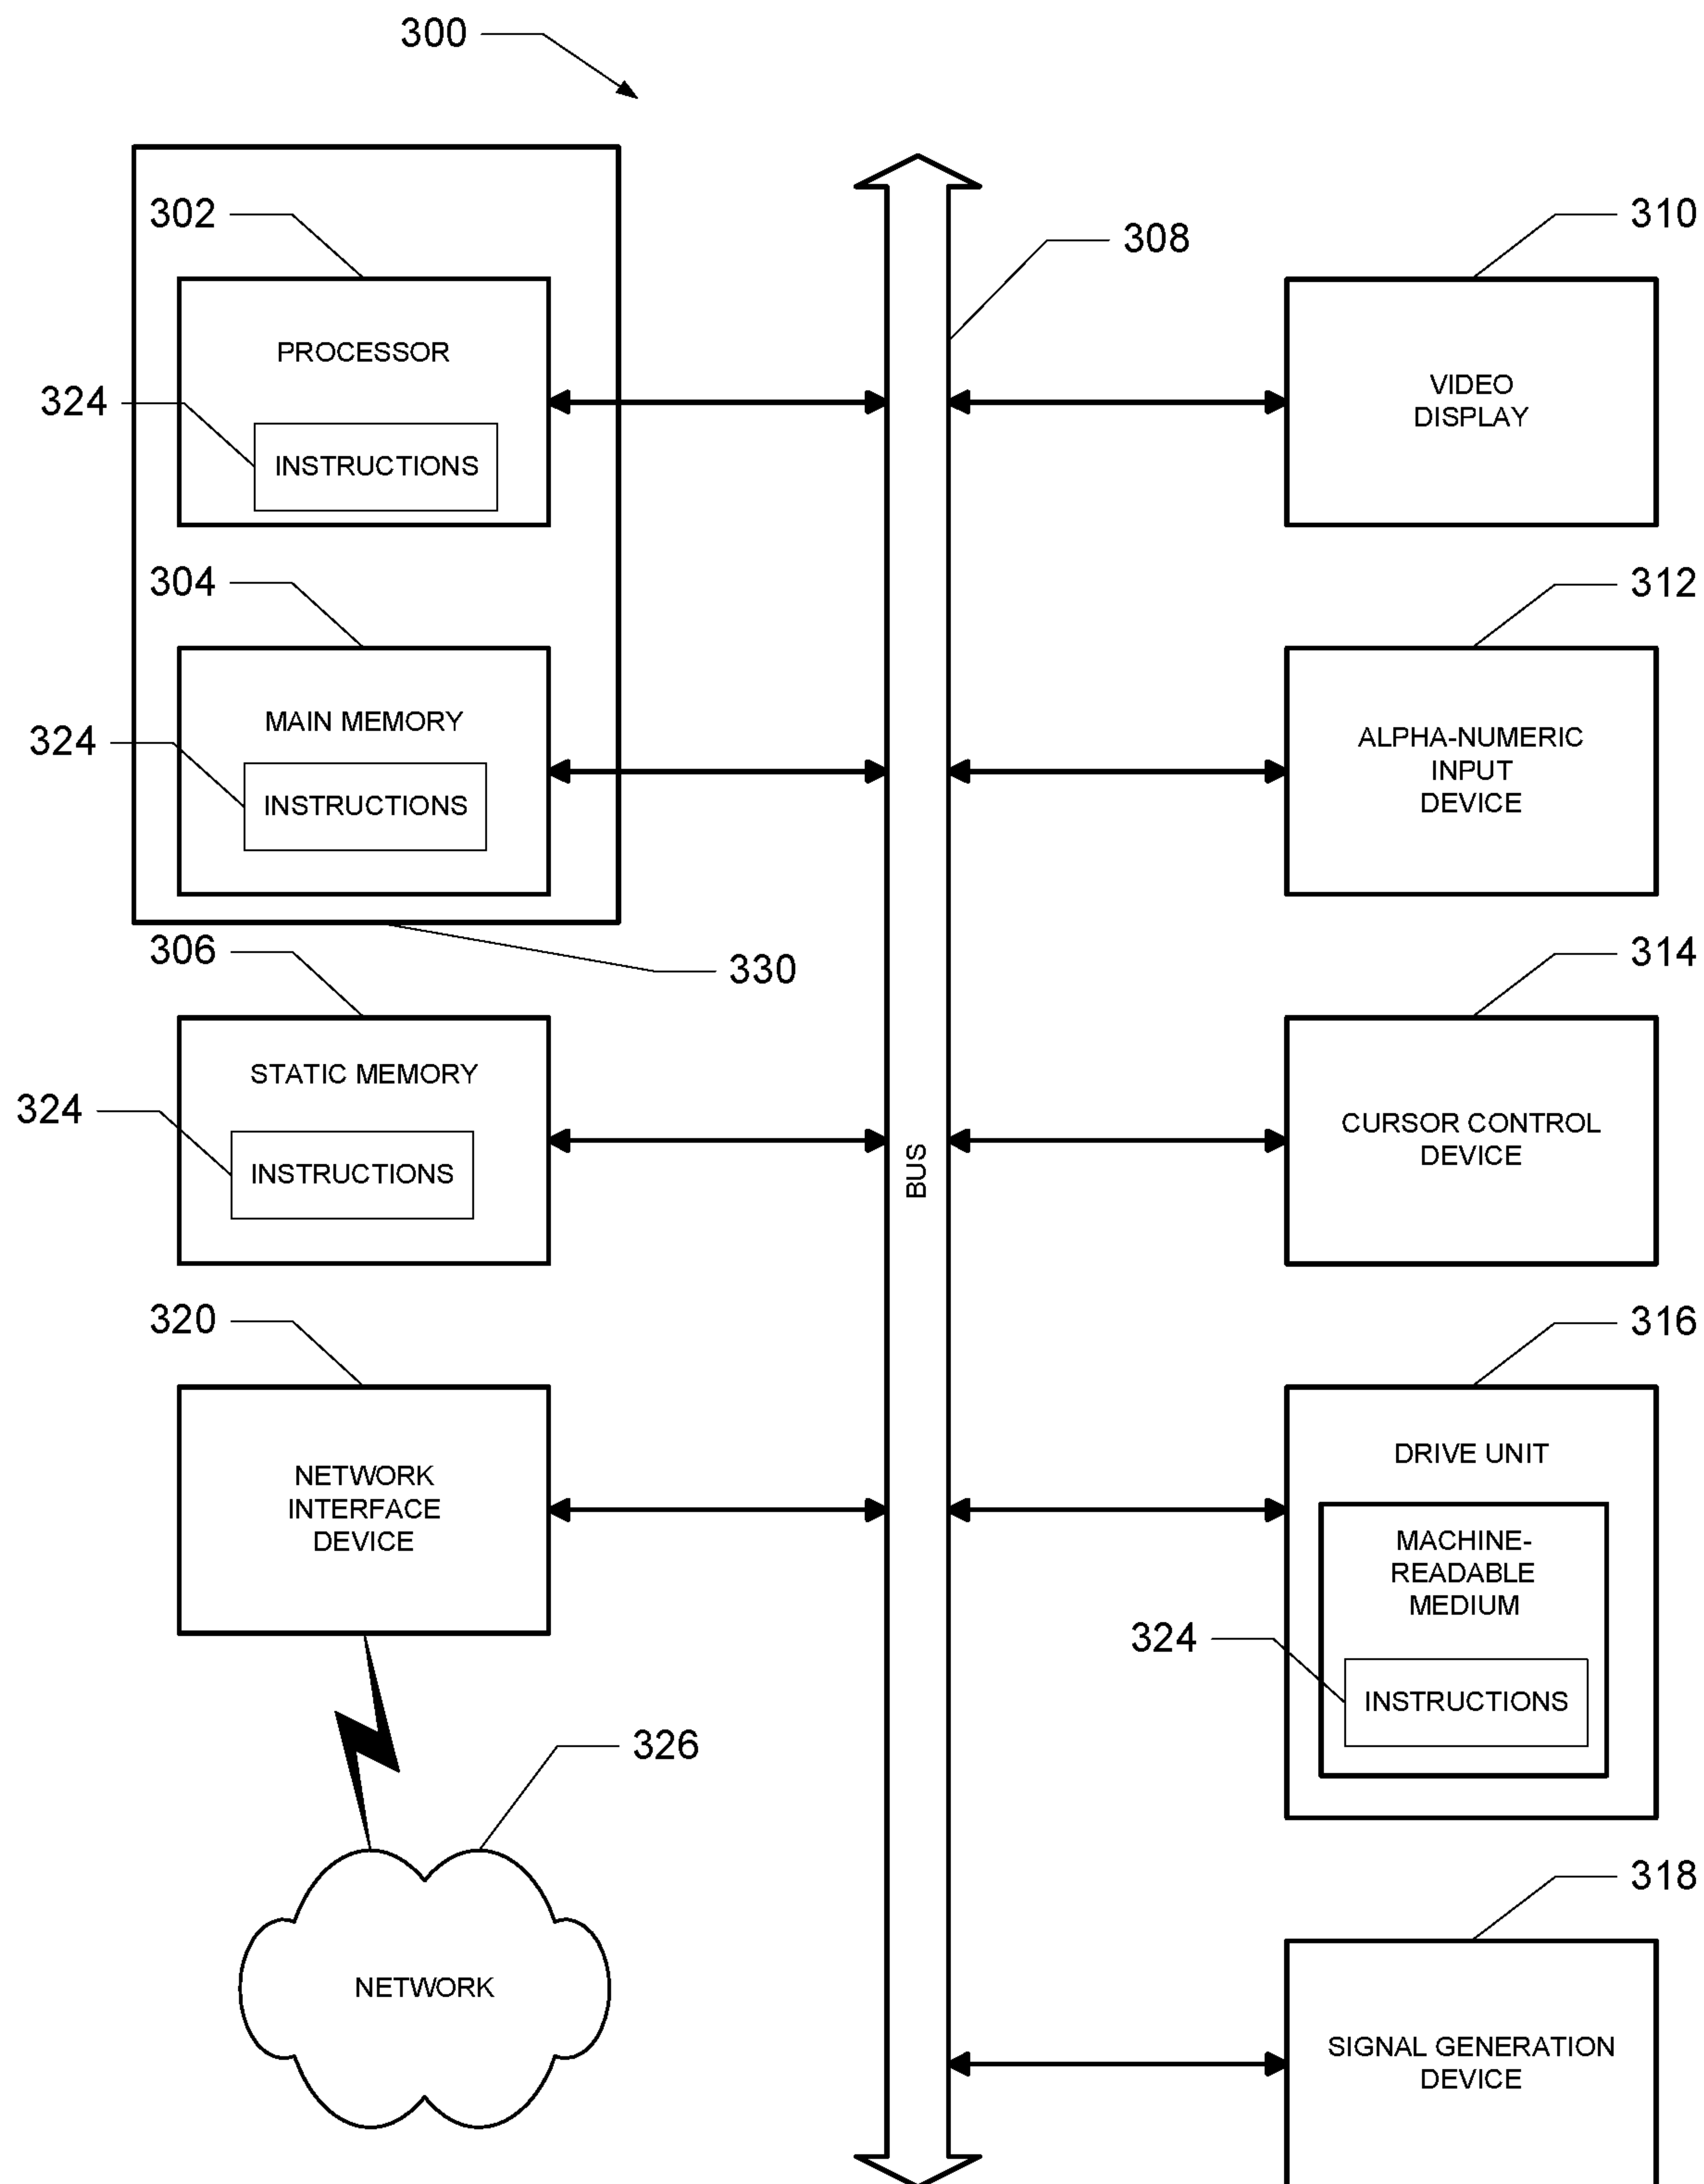 300
302
PROCESSOR
324
INSTRUCTIONS
304
MAIN MEMORY
324
INSTRUCTIONS
330
306
STATIC MEMORY
324
INSTRUCTIONS
320
NETWORK
INTERFACE
DEVICE
326
NETWORK
308
BUS
310
VIDEO
DISPLAY
312
ALPHA-NUMERIC
INPUT
DEVICE
314
CURSOR CONTROL
DEVICE
316
DRIVE UNIT
MACHINE-
READABLE
MEDIUM
324
INSTRUCTIONS
318
SIGNAL GENERATION
DEVICE